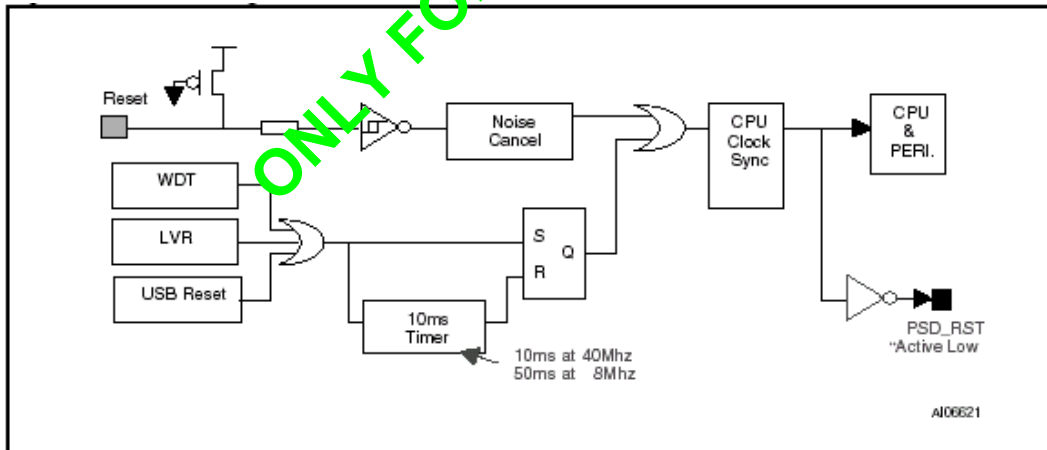 ONLY FO
Reset
Noise
Cancel
CPU
Clock
Sync
CPU
&
PERI.
WDT
LVR
USB Reset
S
Q
R
10ms
Timer
10ms at 40Mhz
50ms at 8Mhz
PSD_RST
"Active Low
AI06621